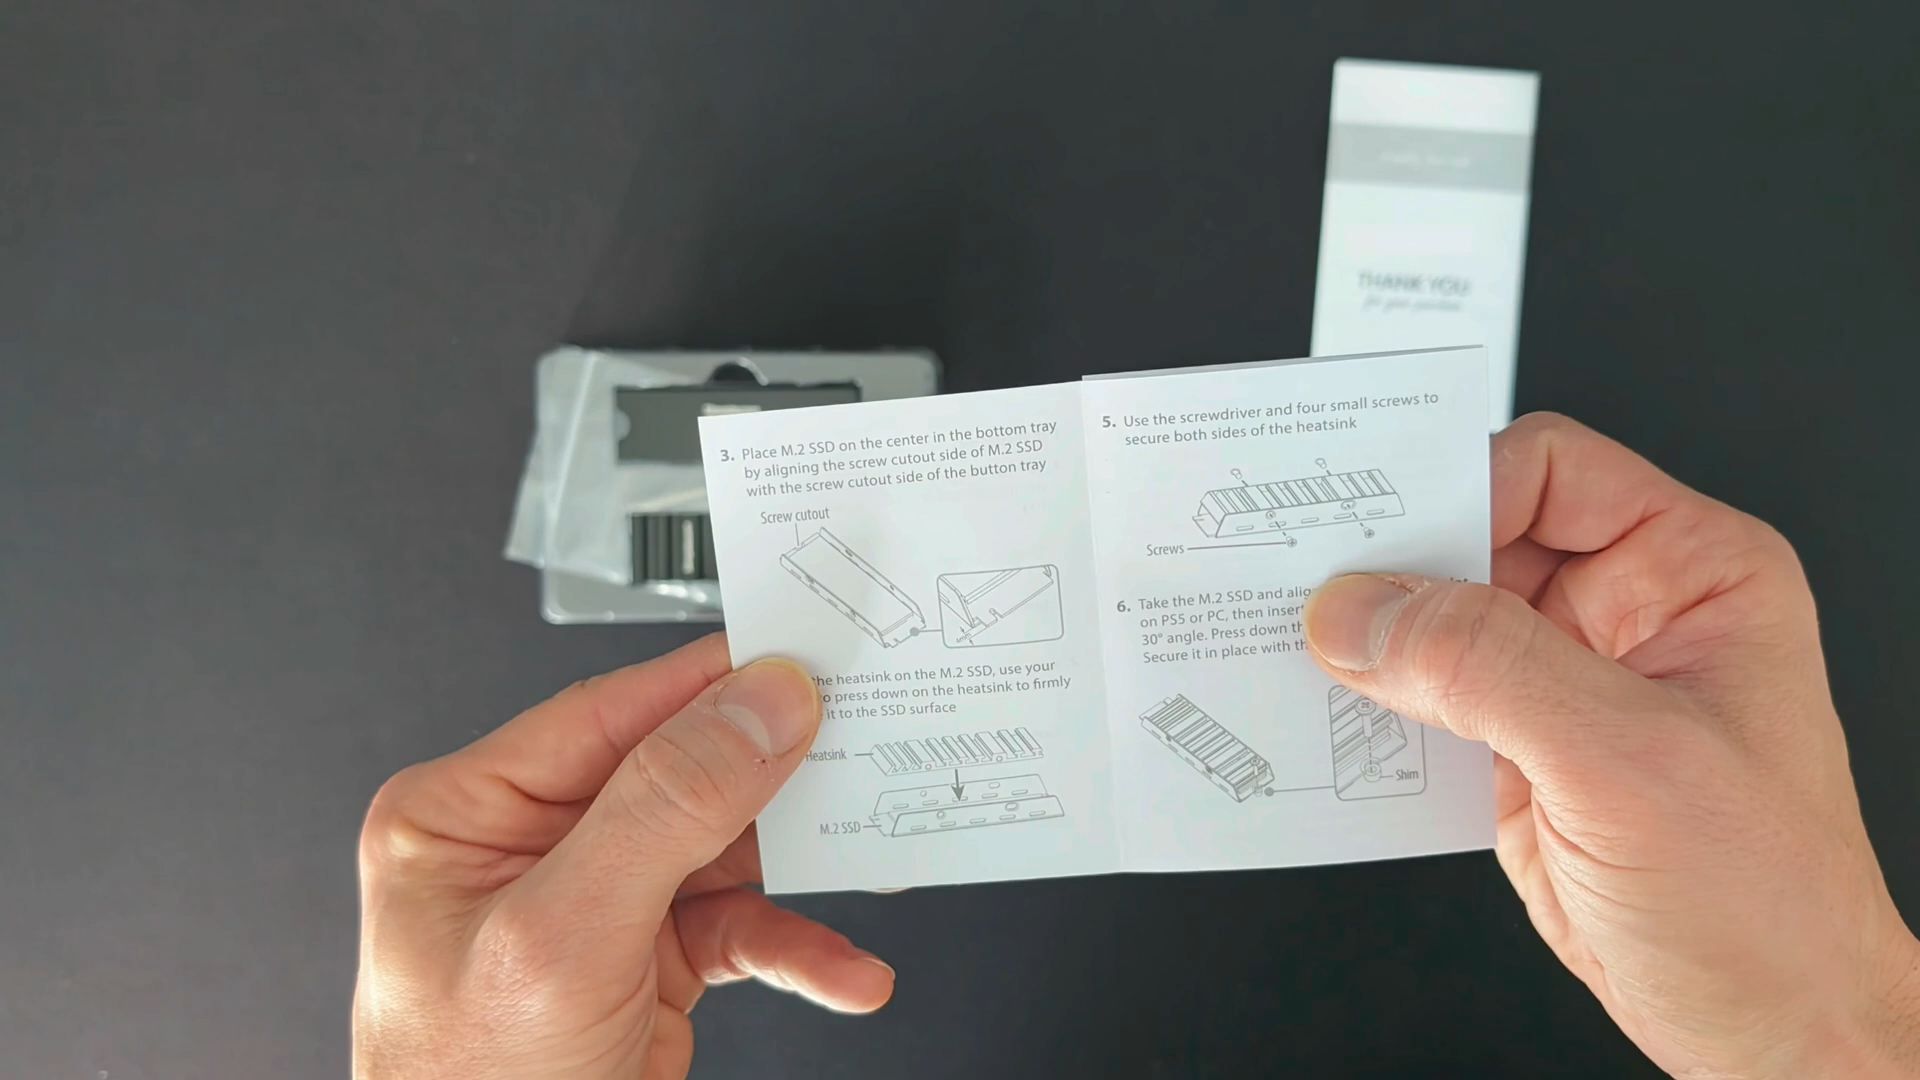 3. Place M.2 SSD on the center in the bottom tray
by aligning the screw cutout side of M.2 SSD
with the screw cutout side of the button tray
Screw cutout
the heatsink on the M.2 SSD, use your
to press down on the heatsink to firmly
it to the SSD surface
Heatsink
M.2 SSD
5. Use the screwdriver and four small screws to
secure both sides of the heatsink
Screws
6. Take the M.2 SSD and
on PS5 or PC, then insert
30° angle. Press down
Secure it in place with
Shim
THANK YOU
for your purchase